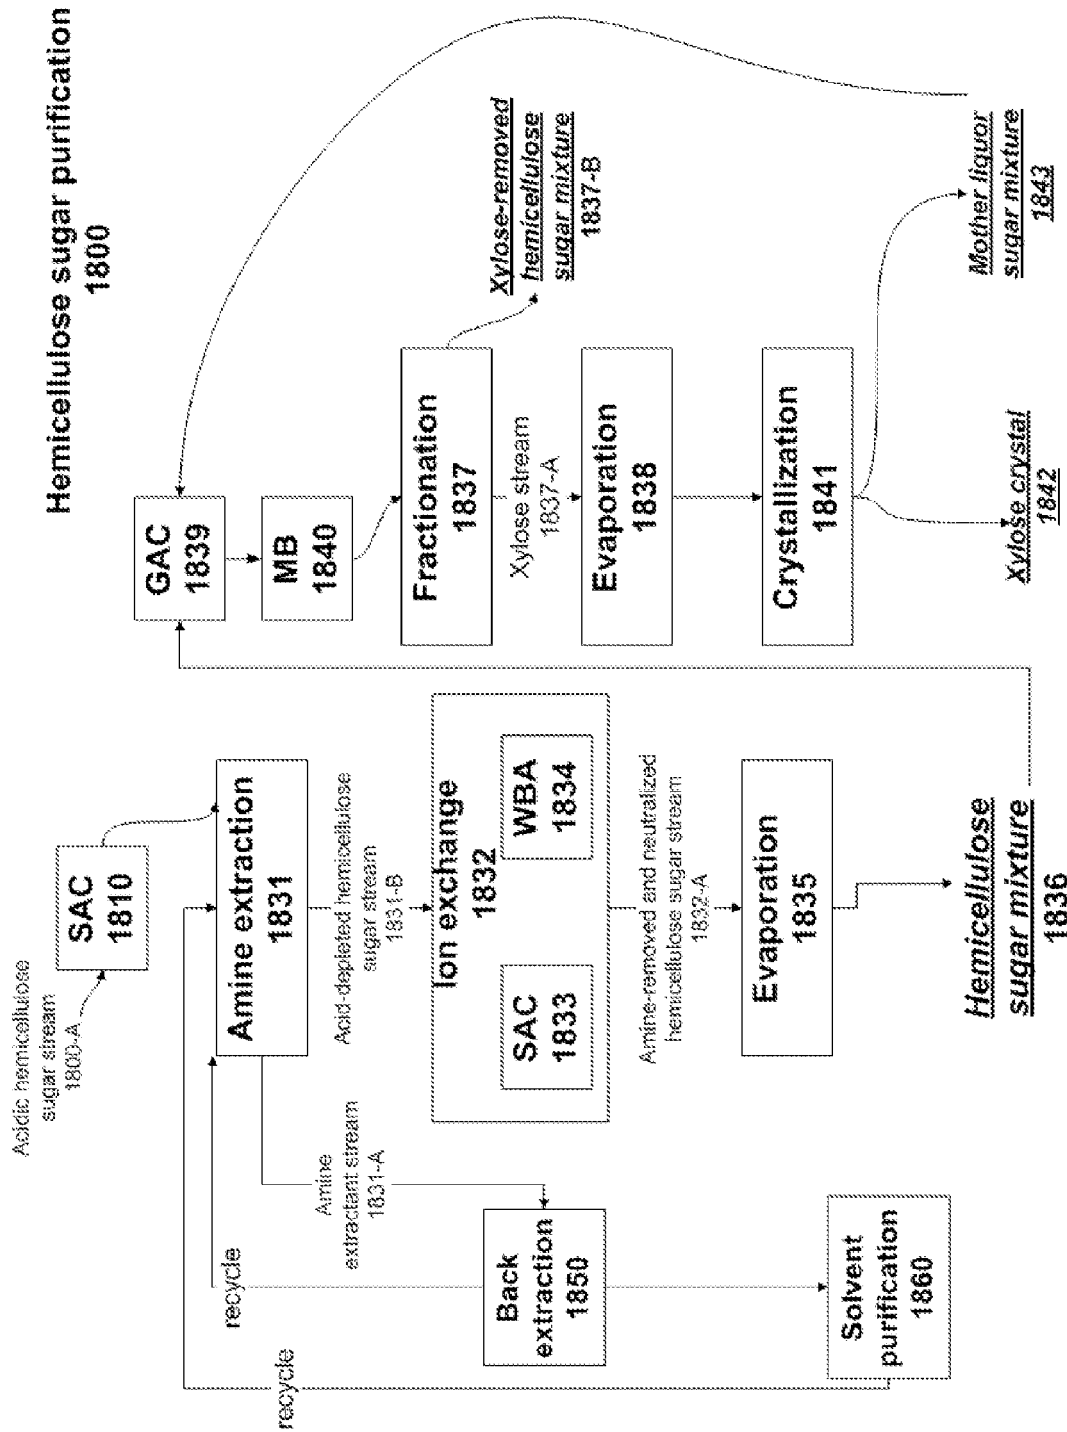 Hemicellulose sugar purification
1800
Acidic hemicellulose
sugar stream
1800-A
SAC
1810
recycle
recycle
Amine extraction
1831
Amine
extractant stream
1831-A
Acid-depleted hemicellulose
sugar stream
1831-B
Back
extraction
1850
Solvent
purification
1860
Ion exchange
1832
SAC
1833
WBA
1834
Amine-removed and neutralized
hemicellulose sugar stream
1832-A
Evaporation
1835
Hemicellulose
sugar mixture
1836
GAC
1839
MB
1840
Fractionation
1837
Xylose-removed
hemicellulose
sugar mixture
1837-B
Xylose stream
1837-A
Evaporation
1838
Crystallization
1841
Xylose crystal
1842
Mother liquor
sugar mixture
1843